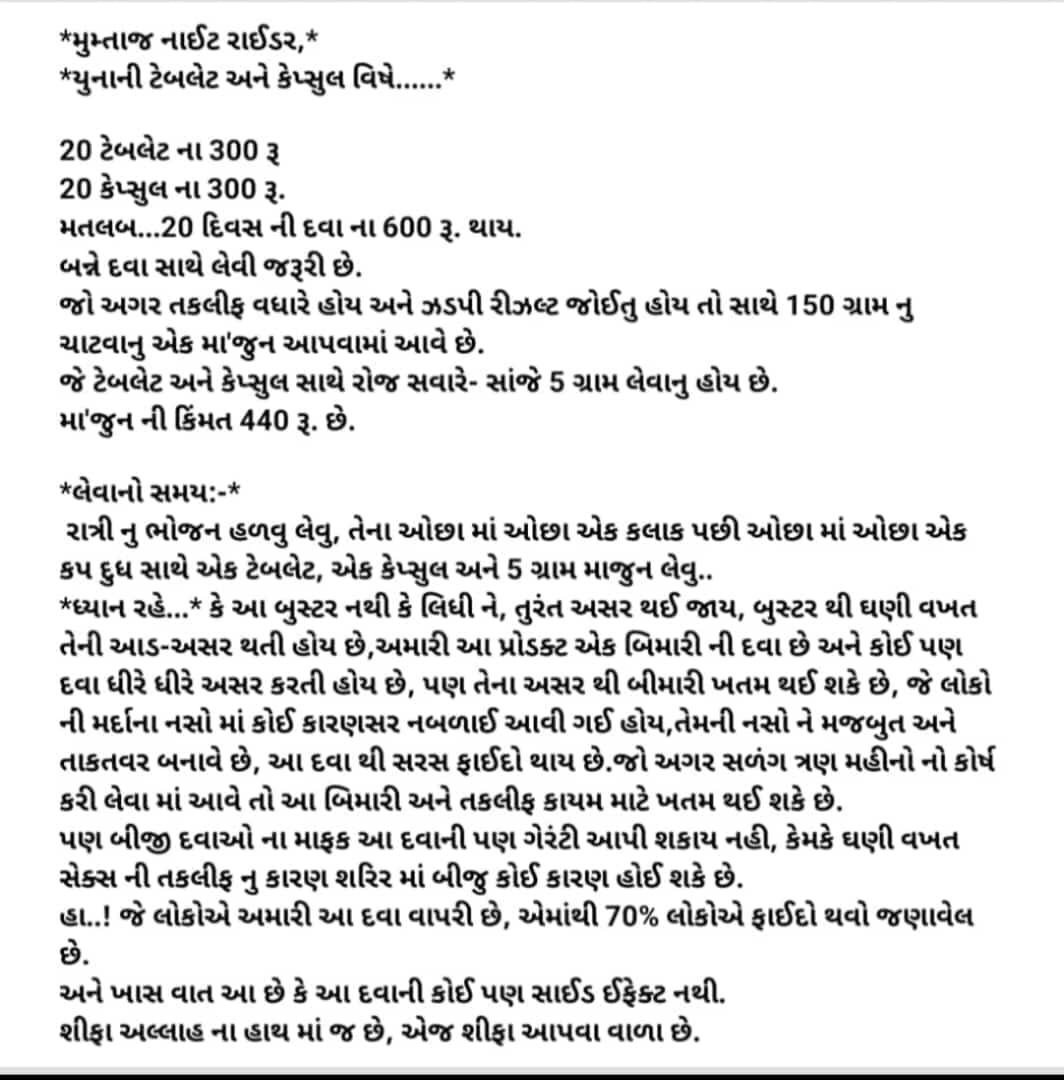 *મુમ્તાજ નાઈટ રાઈડર,*
*યુનાની ટેબલેટ અને કેપ્સુલ વિષે......*
20 ટેબલેટ ના 300 રૂ
20 કેપ્સુલ ના 300 રૂ.
મતલબ...20 દિવસ ની દવા ના 600 રૂ. થાય.
બન્ને દવા સાથે લેવી જરૂરી છે.
જો અગર તકલીફ વધારે હોય અને ઝડપી રીઝલ્ટ જોઈતુ હોય તો સાથે 150 ગ્રામ નુ
ચાટવાનુ એક મા'જુન આપવામાં આવે છે.
જે ટેબલેટ અને કેપ્સુલ સાથે રોજ સવારે- સાંજે 5 ગ્રામ લેવાનુ હોય છે.
મા'જુન ની કિંમત 440 રૂ. છે.
*લેવાનો સમય:-*
રાત્રી નુ ભોજન હળવુ લેવુ, તેના ઓછા માં ઓછા એક કલાક પછી ઓછા માં ઓછા એક
કપ દુધ સાથે એક ટેબલેટ, એક કેપ્સુલ અને 5 ગ્રામ માજુન લેવુ..
*ધ્યાન રહે...* કે આ બુસ્ટર નથી કે લિધી ને, તુરંત અસર થઈ જાય, બુસ્ટર થી ઘણી વખત
તેની આડ-અસર થતી હોય છે,અમારી આ પ્રોડક્ટ એક બિમારી ની દવા છે અને કોઈ પણ
દવા ધીરે ધીરે અસર કરતી હોય છે, પણ તેના અસર થી બીમારી ખતમ થઈ શકે છે, જે લોકો
ની મર્દાના નસો માં કોઈ કારણસર નબળાઈ આવી ગઈ હોય,તેમની નસો ને મજબુત અને
તાકતવર બનાવે છે, આ દવા થી સરસ ફાઈદો થાય છે.જો અગર સળંગ ત્રણ મહીનો નો કોર્ષ
કરી લેવા માં આવે તો આ બિમારી અને તકલીફ કાયમ માટે ખતમ થઈ શકે છે.
પણ બીજી દવાઓ ના માફક આ દવાની પણ ગેરંટી આપી શકાય નહી, કેમકે ઘણી વખત
સેક્સ ની તકલીફ નુ કારણ શરિર માં બીજુ કોઈ કારણ હોઈ શકે છે.
હા..! જે લોકોએ અમારી આ દવા વાપરી છે, એમાંથી 70% લોકોએ ફાઈદો થવો જણાવેલ
છે.
અને ખાસ વાત આ છે કે આ દવાની કોઈ પણ સાઈડ ઈફેક્ટ નથી.
શીફા અલ્લાહ ના હાથ માં જ છે, એજ શીફા આપવા વાળા છે.